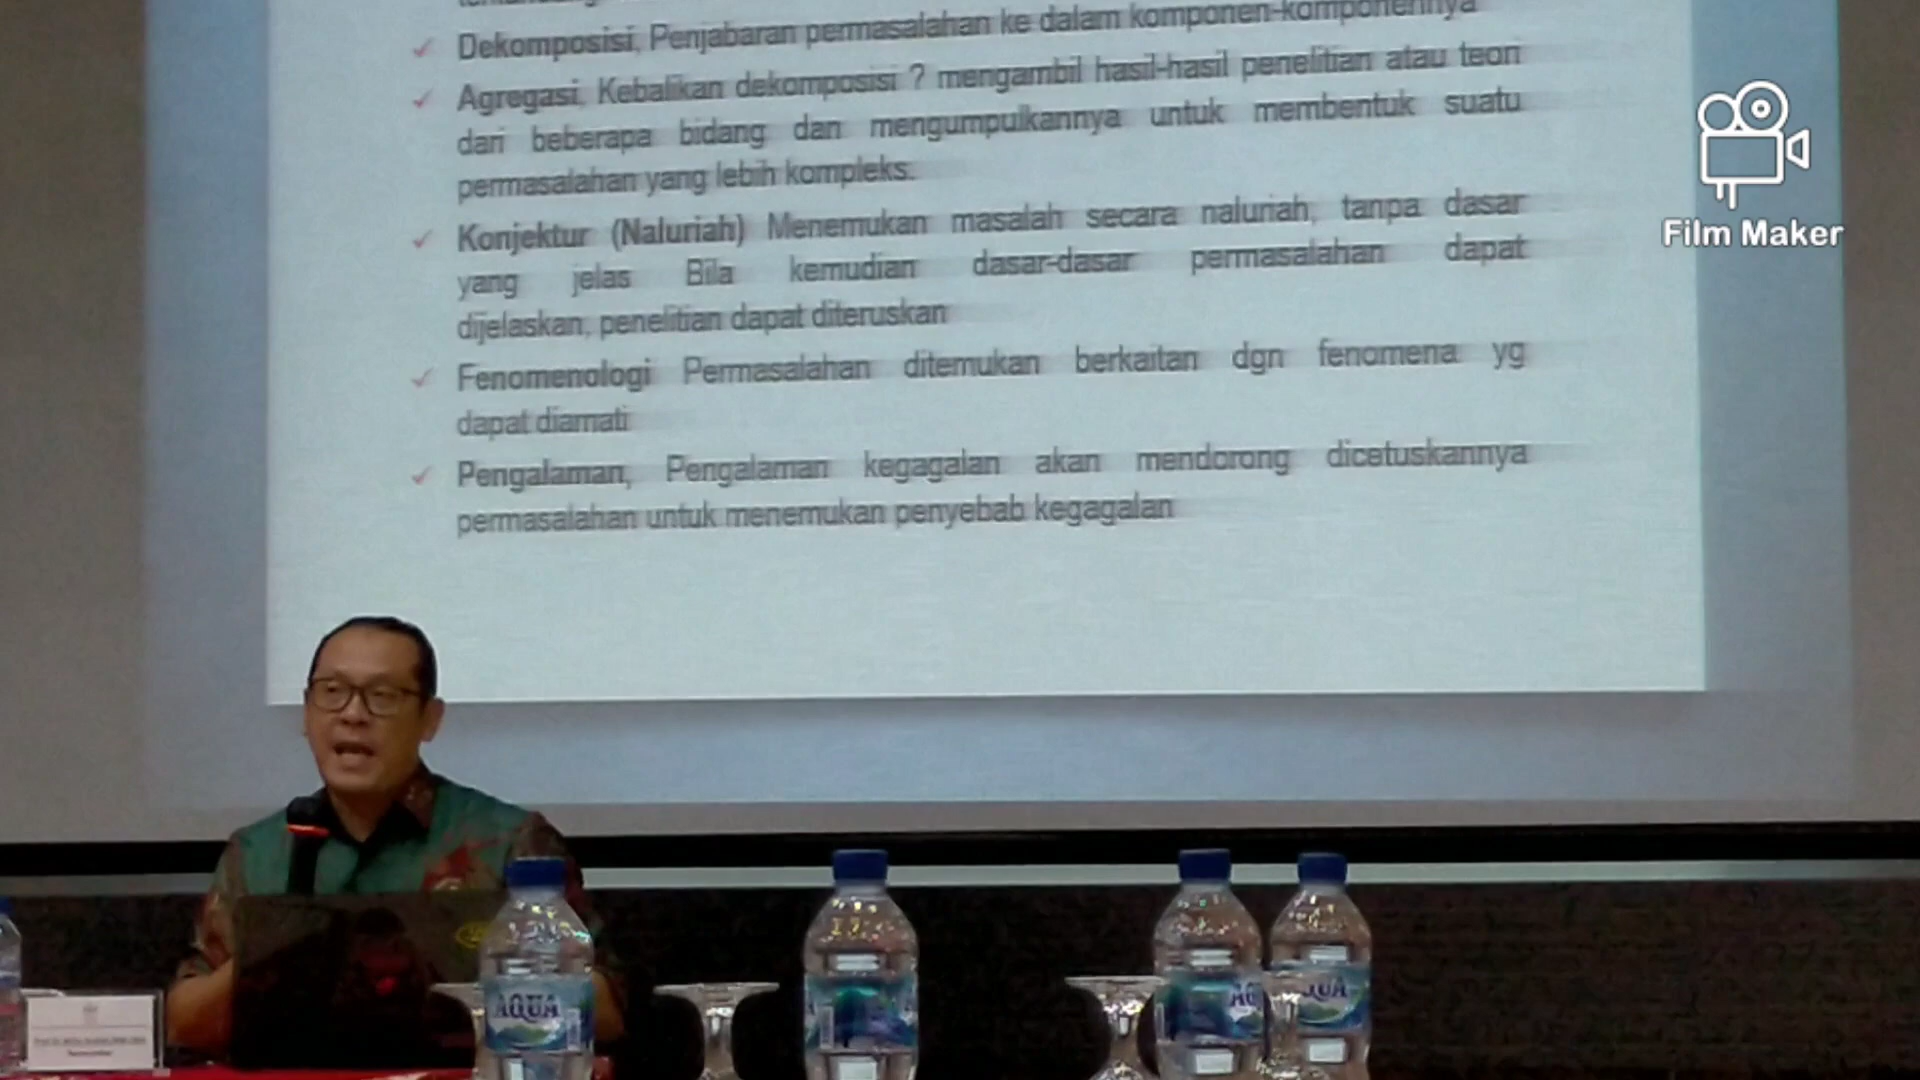 Dekomposisi, Penjabaran permasalahan ke dalam komponen-komponennya
Agregasi, Kebalikan dekomposisi ? mengambil hasil-hasil penelitian atau teori
dari beberapa bidang dan mengumpulkannya untuk membentuk suatu
permasalahan yang lebih kompleks.
Konjektur (Naluriah) Menemukan masalah secara naluriah, tanpa dasar
yang jelas Bila kemudian dasar-dasar permasalahan dapat
dijelaskan, penelitian dapat diteruskan
Fenomenologi Permasalahan ditemukan berkaitan dgn fenomena yg
dapat diamati
Pengalaman, Pengalaman kegagalan akan mendorong dicetuskannya
permasalahan untuk menemukan penyebab kegagalan
Film Maker
AQUA
AQ
QUA